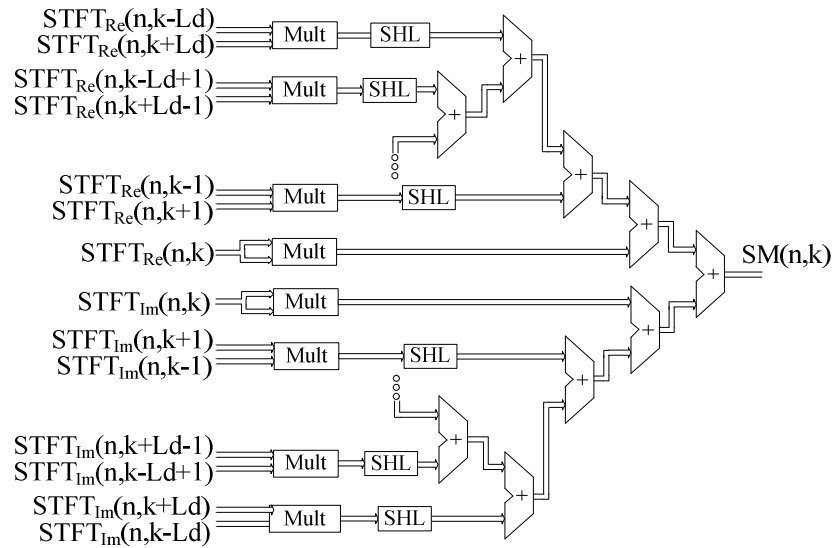 STFT_Re(n,k-Ld)
STFT_Re(n,k+Ld)
Mult
SHL
+
STFT_Re(n,k-Ld+1)
STFT_Re(n,k+Ld-1)
Mult
SHL
+
STFT_Re(n,k-1)
STFT_Re(n,k+1)
Mult
SHL
+
STFT_Re(n,k)
Mult
+
SM(n,k)
+
STFT_Im(n,k)
Mult
+
STFT_Im(n,k+1)
STFT_Im(n,k-1)
Mult
SHL
+
STFT_Im(n,k+Ld-1)
STFT_Im(n,k-Ld+1)
Mult
SHL
+
STFT_Im(n,k+Ld)
STFT_Im(n,k-Ld)
Mult
SHL
+